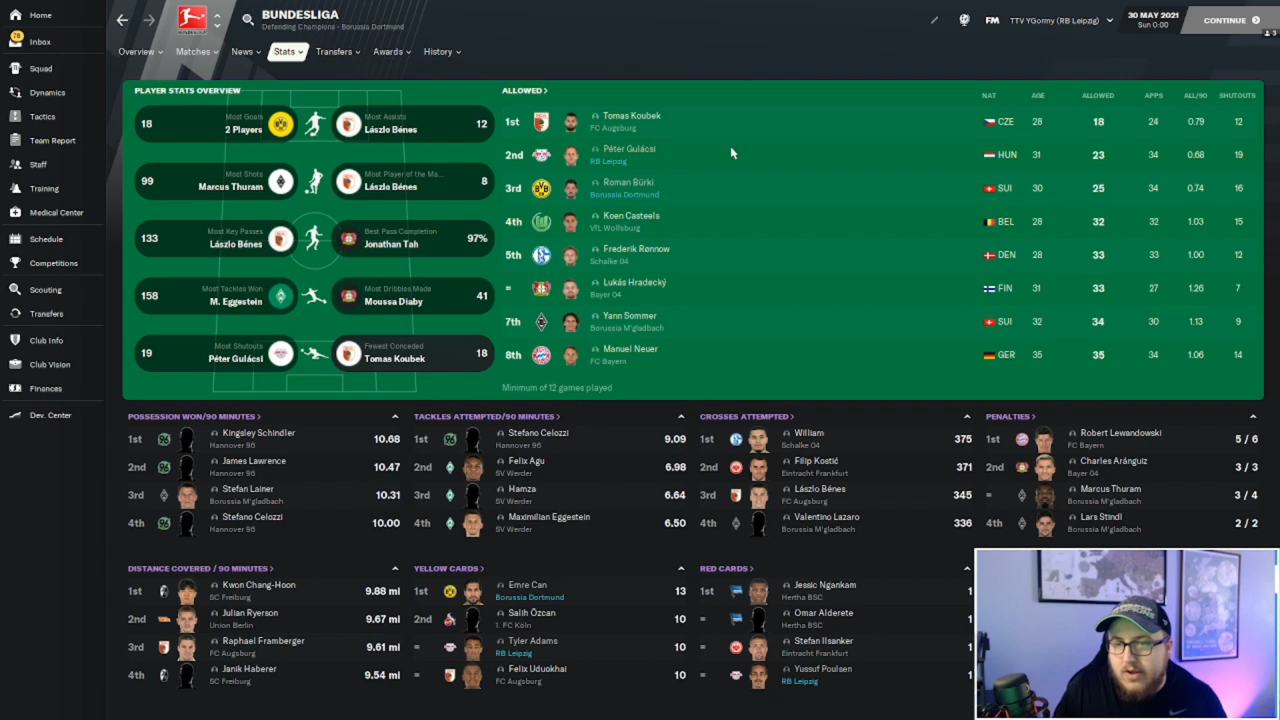 Home
78
Inbox
Squad
Dynamics
Tactics
Team Report
Staff
Training
Medical Center
Schedule
Competitions
Scouting
Transfers
Club Info
Club Vision
Finances
Dev. Center
BUNDESLIGA
Defending Champions - Borussia Dortmund
FM
TTV YGormy (RB Leipzig)
30 MAY 2021
Sun 0:00
CONTINUE
3
Overview
Matches
News
Stats
Transfers
Awards
History
PLAYER STATS OVERVIEW
18 Most Goals
2 Players
Most Assists 12
László Bénes
99 Most Shots
Marcus Thuram
Most Player of the Ma... 8
László Bénes
133 Most Key Passes
László Bénes
Best Pass Completion 97%
Jonathan Tah
158 Most Tackles Won
M. Eggestein
Most Dribbles Made 41
Moussa Diaby
19 Most Shutouts
Péter Gulácsi
Fewest Conceded 18
Tomas Koubek
ALLOWED > NAT AGE ALLOWED APPS ALL/90 SHUTOUTS
1st Tomas Koubek CZE 28 18 24 0.79 12
FC Augsburg
2nd Péter Gulácsi HUN 31 23 34 0.68 19
RB Leipzig
3rd Roman Bürki SUI 30 25 34 0.74 16
Borussia Dortmund
4th Koen Casteels BEL 28 32 32 1.03 15
VfL Wolfsburg
5th Frederik Rønnow DEN 28 33 33 1.00 12
Schalke 04
= Lukáš Hradecký FIN 31 33 27 1.26 7
Bayer 04
7th Yann Sommer SUI 32 34 30 1.13 9
Borussia M'gladbach
8th Manuel Neuer GER 35 35 34 1.06 14
FC Bayern
Minimum of 12 games played
POSSESSION WON/90 MINUTES >
1st 96 Kingsley Schindler 10.68
Hannover 96
2nd 96 James Lawrence 10.47
Hannover 96
3rd Stefan Lainer 10.31
Borussia M'gladbach
4th 96 Stefano Celozzi 10.00
Hannover 96
TACKLES ATTEMPTED/90 MINUTES >
1st 96 Stefano Celozzi 9.09
Hannover 96
2nd Felix Agu 6.98
SV Werder
3rd Hamza 6.64
SV Werder
4th Maximilian Eggestein 6.50
SV Werder
CROSSES ATTEMPTED >
1st William 375
Schalke 04
2nd Filip Kostić 371
Eintracht Frankfurt
3rd László Bénes 345
FC Augsburg
4th Valentino Lazaro 336
Borussia M'gladbach
PENALTIES >
1st Robert Lewandowski 5 / 6
FC Bayern
2nd Charles Aránguiz 3 / 3
Bayer 04
= Marcus Thuram 3 / 4
Borussia M'gladbach
4th Lars Stindl 2 / 2
Borussia M'gladbach
DISTANCE COVERED / 90 MINUTES >
1st Kwon Chang-Hoon 9.88 mi
SC Freiburg
2nd Julian Ryerson 9.67 mi
Union Berlin
3rd Raphael Framberger 9.61 mi
FC Augsburg
4th Janik Haberer 9.54 mi
SC Freiburg
YELLOW CARDS >
1st Emre Can 13
Borussia Dortmund
2nd Salih Özcan 10
1. FC Köln
= Tyler Adams 10
RB Leipzig
= Felix Uduokhai 10
FC Augsburg
RED CARDS >
1st Jessic Ngankam 1
Hertha BSC
= Omar Alderete 1
Hertha BSC
= Stefan Ilsanker 1
Eintracht Frankfurt
= Yussuf Poulsen 1
RB Leipzig